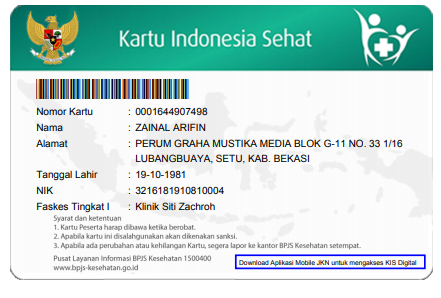 Kartu Indonesia Sehat
Nomor Kartu : 0001644907498
Nama : ZAINAL ARIFIN
Alamat : PERUM GRAHA MUSTIKA MEDIA BLOK G-11 NO. 33 1/16
LUBANGBUAYA, SETU, KAB. BEKASI
Tanggal Lahir : 19-10-1981
NIK : 3216181910810004
Faskes Tingkat I : Klinik Siti Zachroh
Syarat dan ketentuan
1. Kartu Peserta harap dibawa ketika berobat.
2. Apabila kartu ini disalahgunakan akan dikenakan sanksi.
3. Apabila ada perubahan atau kehilangan Kartu, segera lapor ke kantor BPJS Kesehatan setempat.
Pusat Layanan Informasi BPJS Kesehatan 1500400
www.bpjs-kesehatan.go.id
Download Aplikasi Mobile JKN untuk mengakses KIS Digital